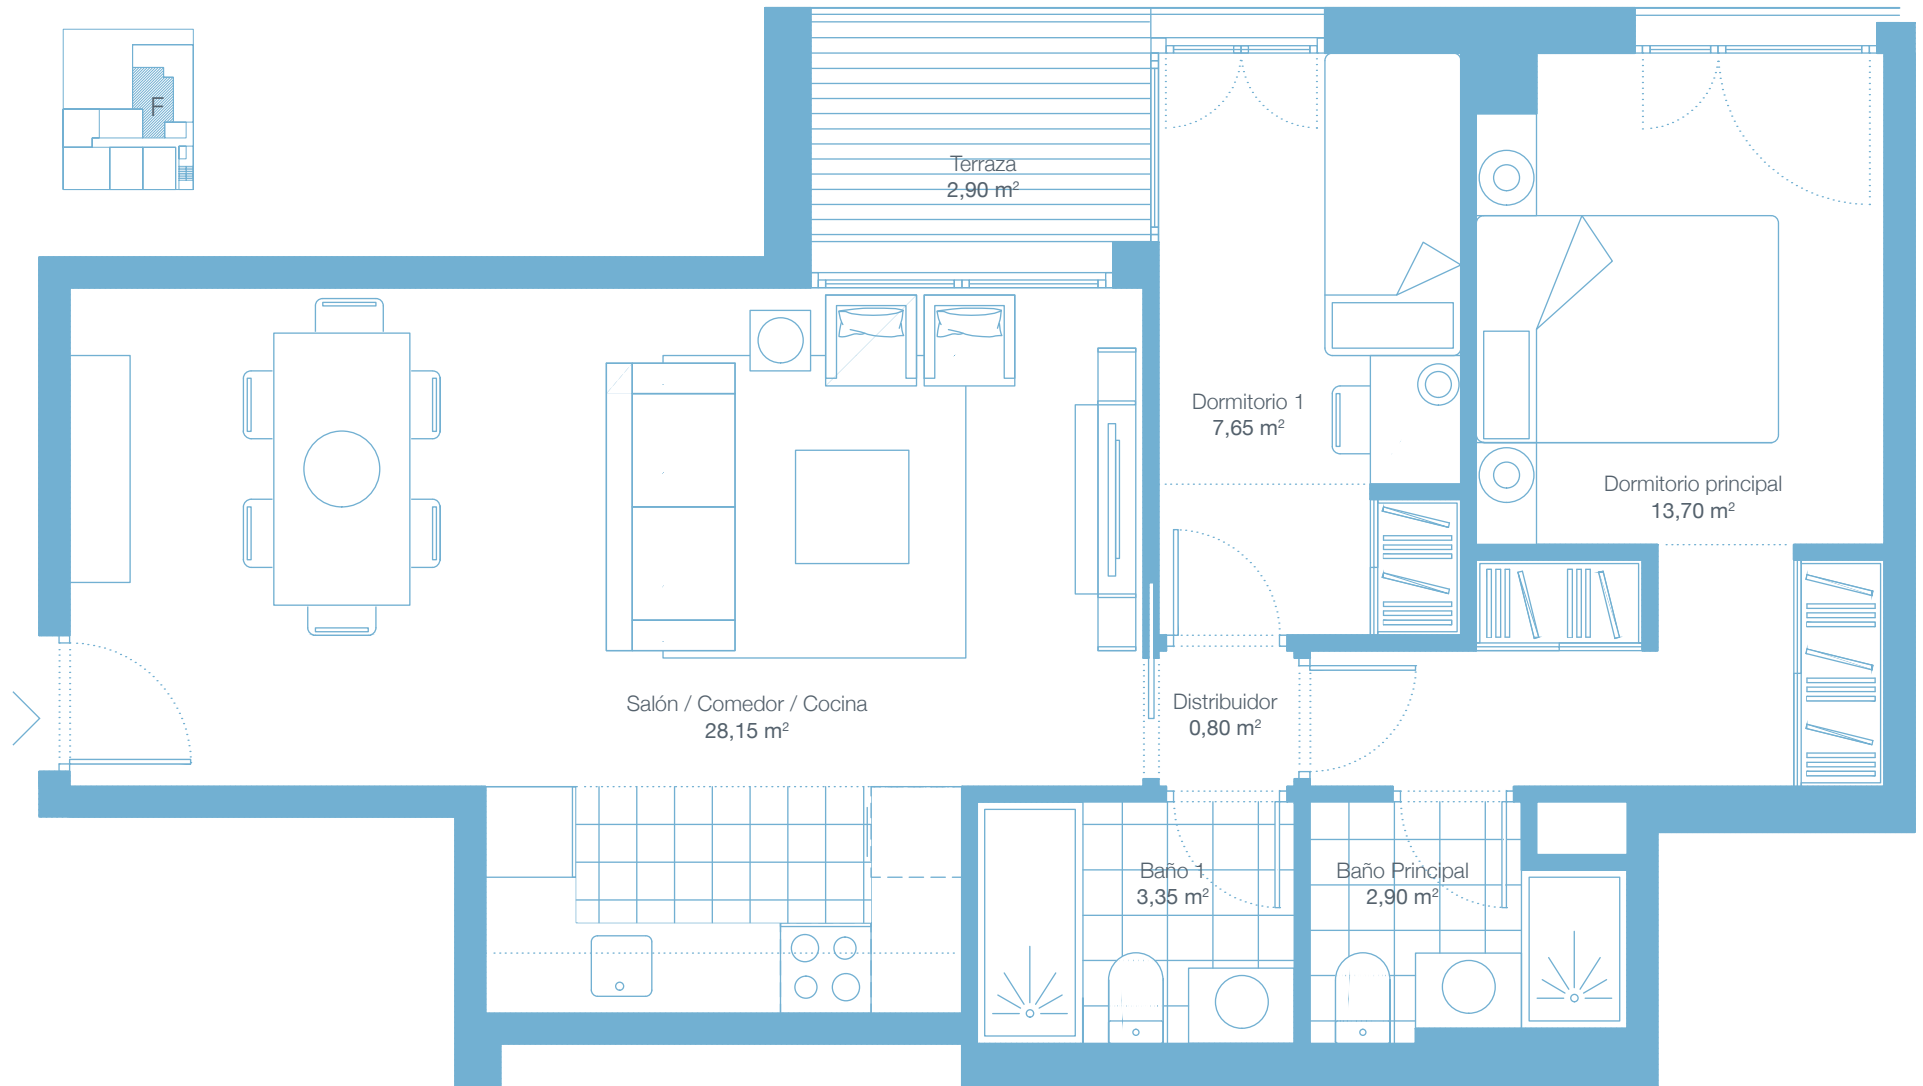 F
Terraza
2,90 m²
Dormitorio 1
7,65 m²
Dormitorio principal
13,70 m²
Salón / Comedor / Cocina
28,15 m²
Distribuidor
0,80 m²
Baño 1
3,35 m²
Baño Principal
2,90 m²